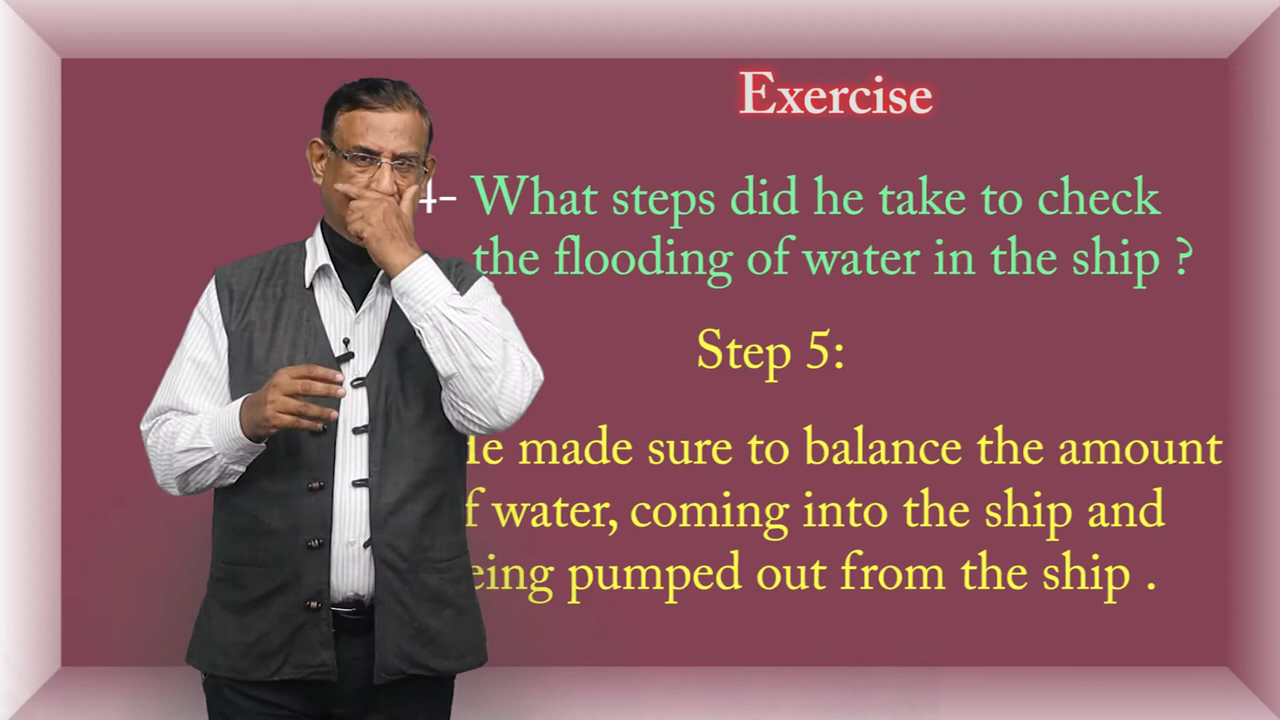 Exercise
4- What steps did he take to check
the flooding of water in the ship ?
Step 5:
made sure to balance the amount
water, coming into the ship and
pumped out from the ship .